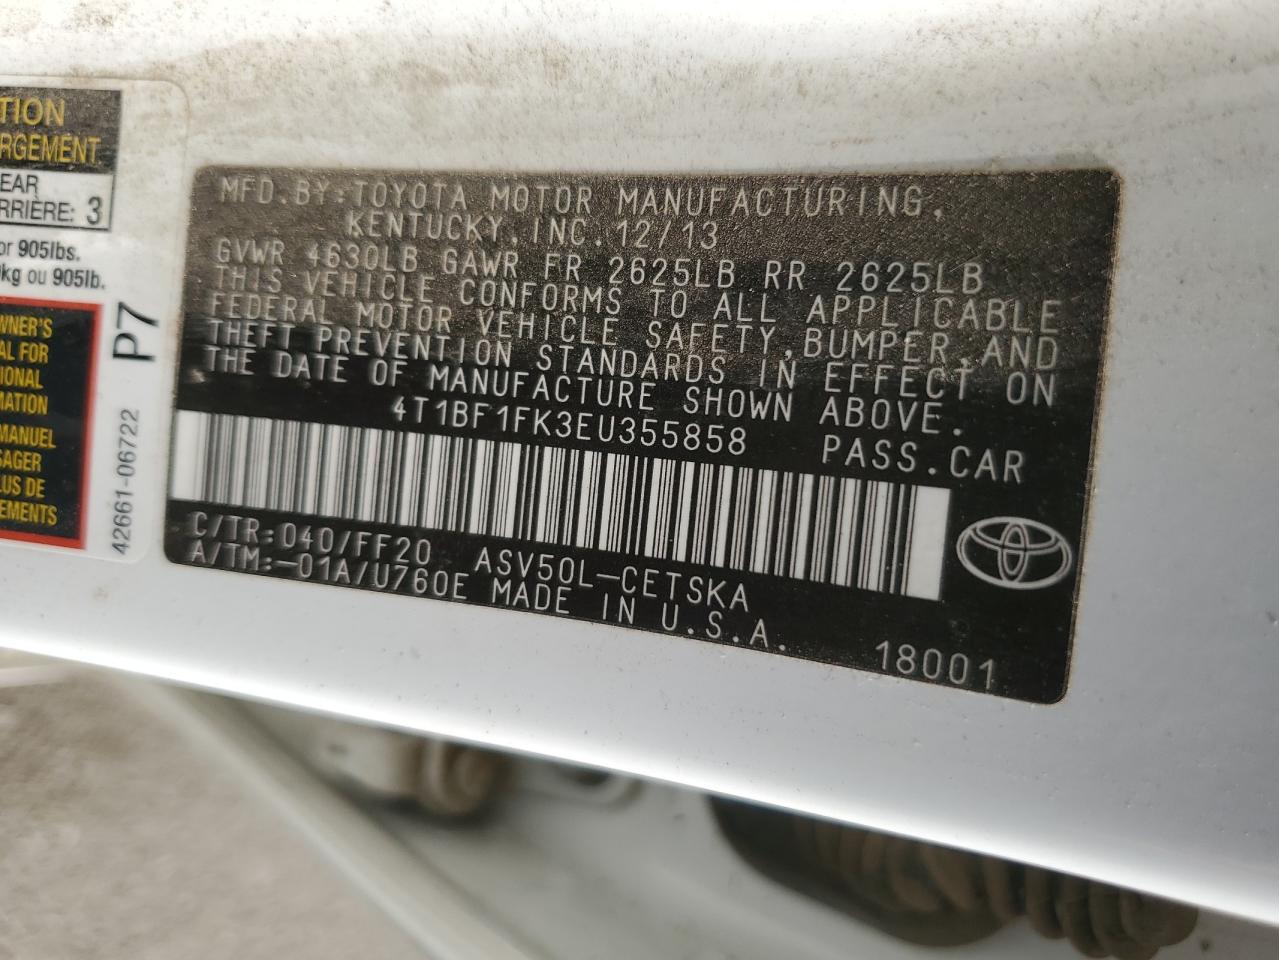 TION
RGEMENT
EAR
RRIÈRE: 3
or 905lbs.
kg ou 905lb.
WNER'S
AL FOR
IONAL
MATION
MANUEL
SAGER
LUS DE
EMENTS
P7
42661-06722
MFD.BY:TOYOTA MOTOR MANUFACTURING,
KENTUCKY,INC.12/13
GVWR 4630LB GAWR FR 2625LB RR 2625LB
THIS VEHICLE CONFORMS TO ALL APPLICABLE
FEDERAL MOTOR VEHICLE SAFETY,BUMPER,AND
THEFT PREVENTION STANDARDS IN EFFECT ON
THE DATE OF MANUFACTURE SHOWN ABOVE.
4T1BF1FK3EU355858 PASS.CAR
C/TR:040/FF20 ASV50L-CETSKA
A/TM:-01A/U760E MADE IN U.S.A.
18001